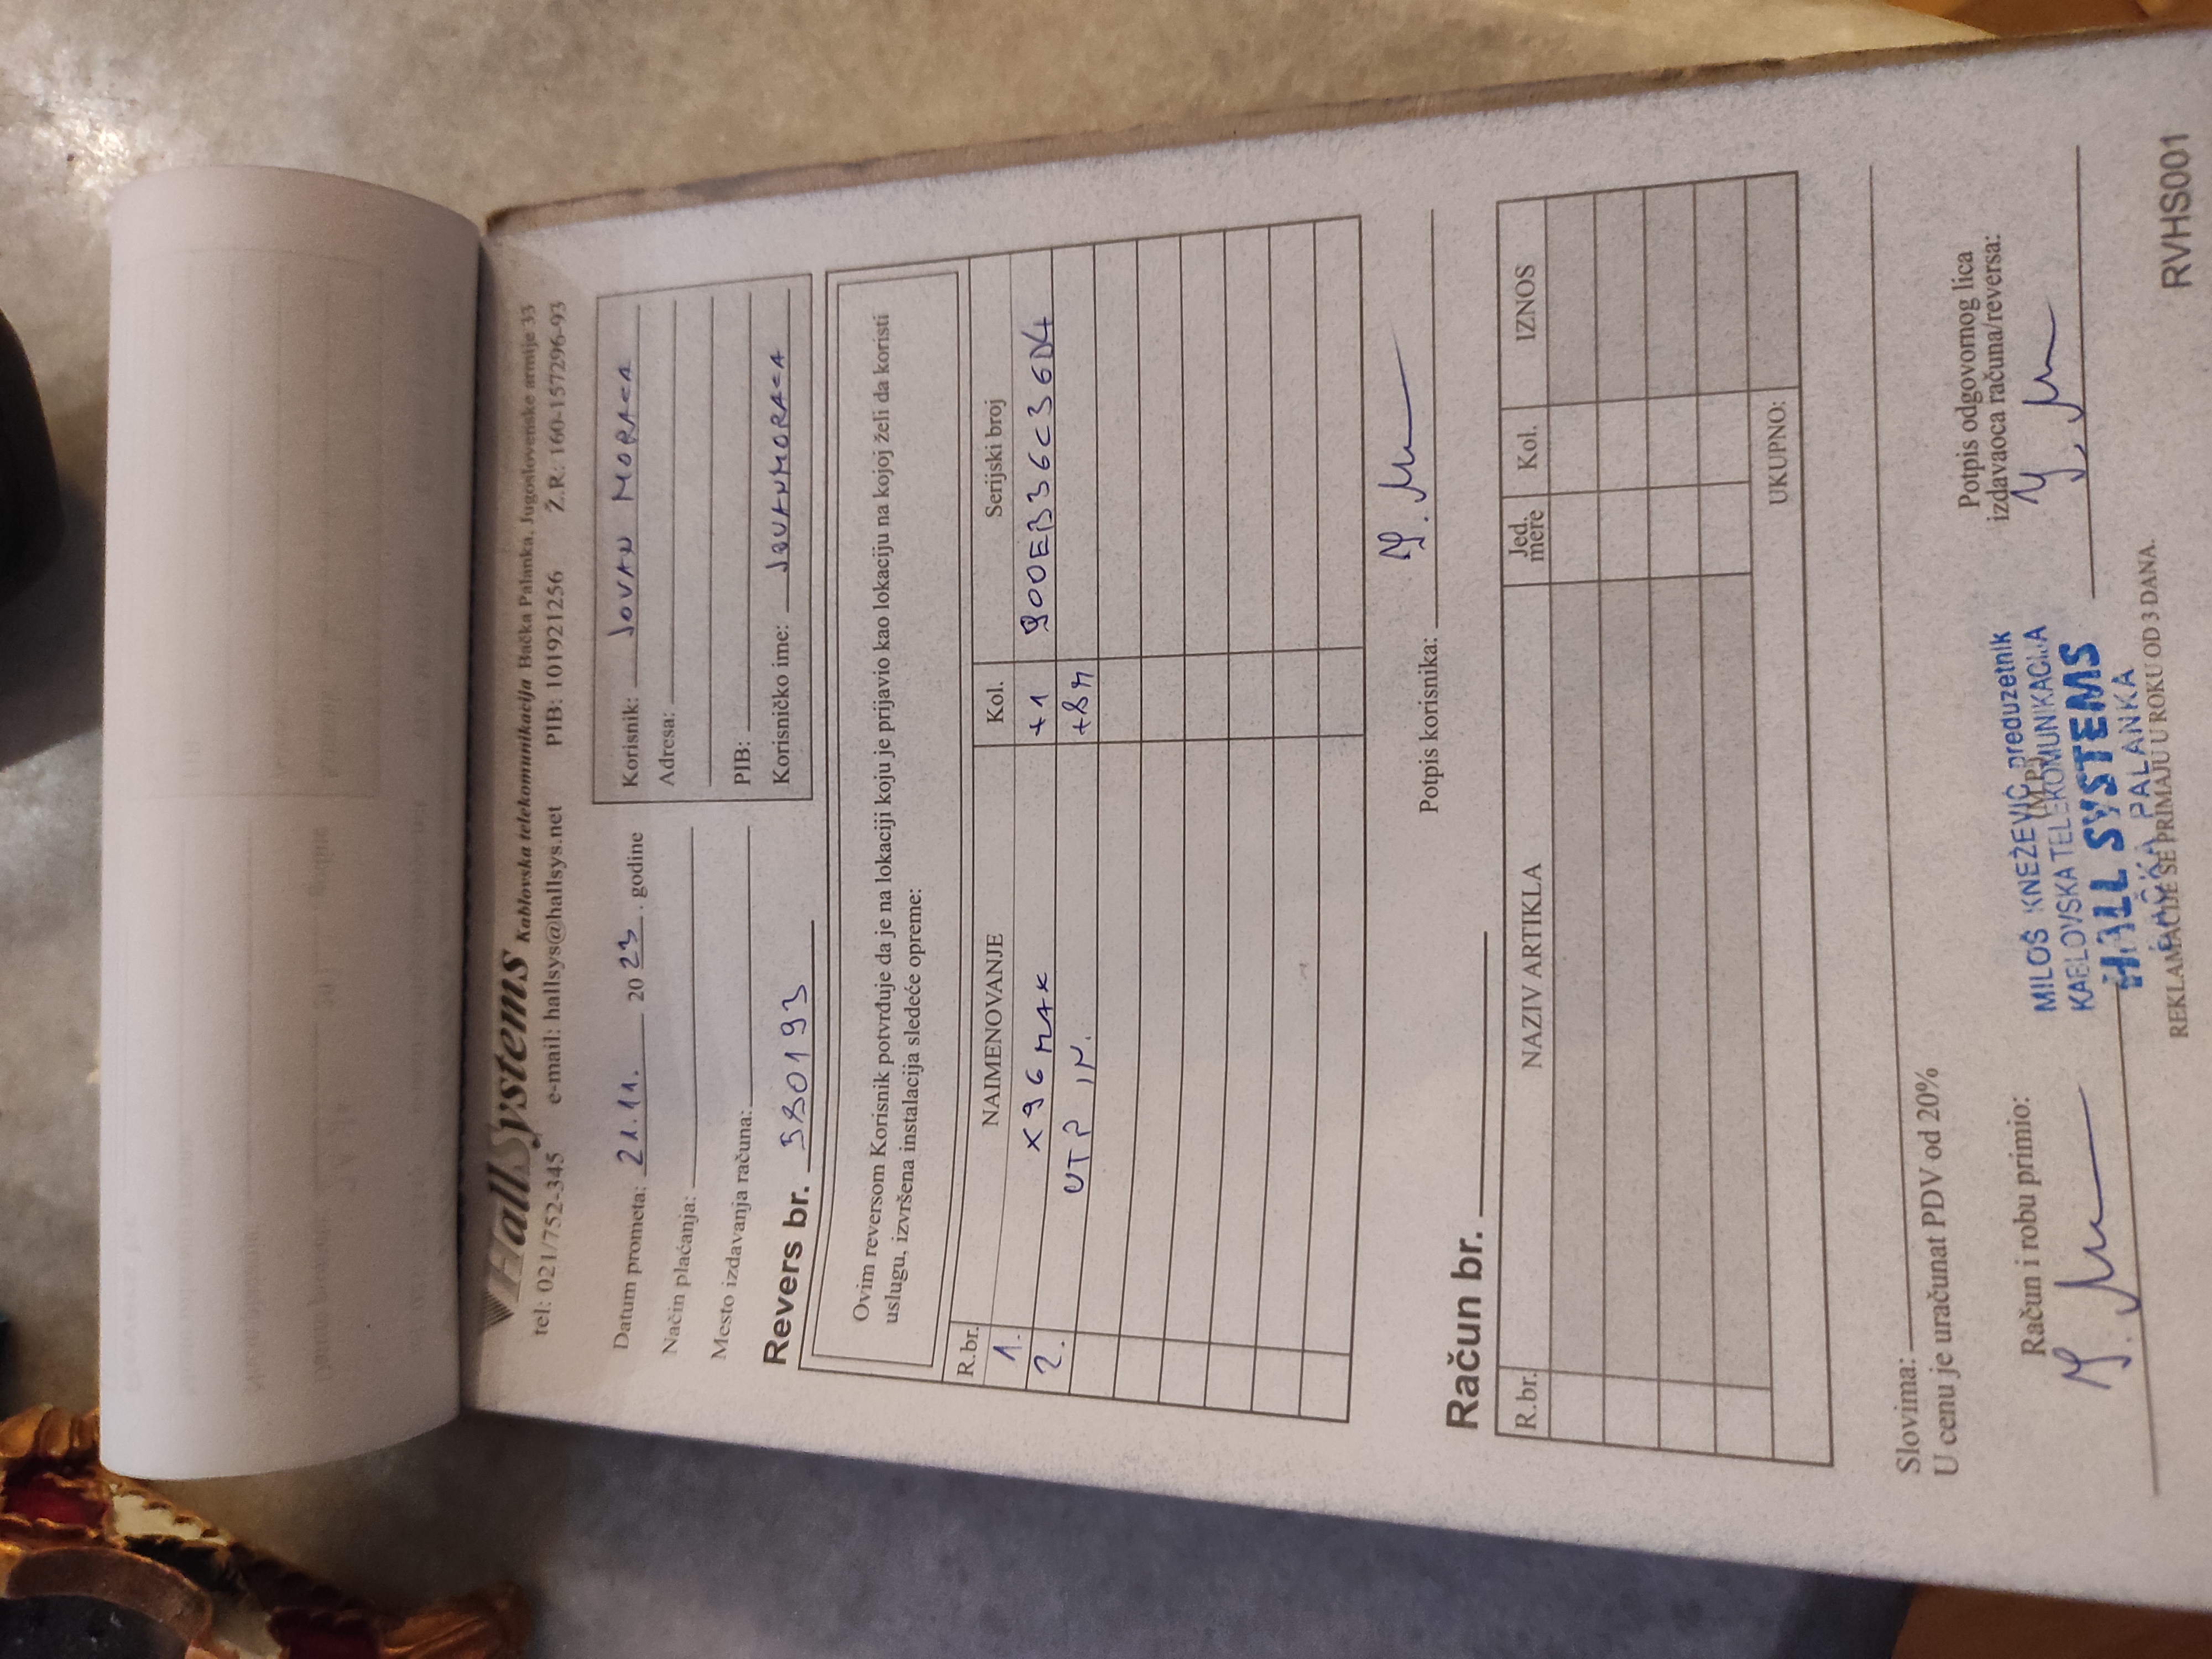 HallSystems Kablovska telekomunikacija Bačka Palanka, Jugoslovenske armije 33
tel: 021/752-345 e-mail: hallsys@hallsys.net PIB: 101921256 Ž.R.: 160-157296-93
Datum prometa: 21.11. 2023. godine
Način plaćanja:
Mesto izdavanja računa:
Revers br. 380193
Korisnik: JOVAN MORACA
Adresa:
PIB:
Korisničko ime: JOVANMORACA
Ovim reversom Korisnik potvrđuje da je na lokaciji koju je prijavio kao lokaciju na kojoj želi da koristi
uslugu, izvršena instalacija sledeće opreme:
R.br. NAIMENOVANJE Kol. Serijski broj
1. X96 MAX +1 900EB36C36D4
2. UTP IN. +8M
Potpis korisnika:
Račun br.
R.br. NAZIV ARTIKLA Jed. mere Kol. IZNOS
UKUPNO:
Slovima:
U cenu je uračunat PDV od 20%
Račun i robu primio:
(M.P.)
MILOŠ KNEŽEVIĆ preduzetnik
KABLOVSKA TELEKOMUNIKACIJA
HALL SYSTEMS
BAČKA PALANKA
Potpis odgovornog lica
izdavaoca računa/reversa:
REKLAMACIJE SE PRIMAJU U ROKU OD 3 DANA.
RVHS001